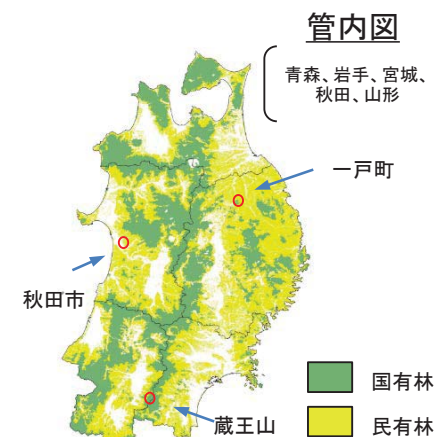 管内図
青森、岩手、宮城、
秋田、山形
一戸町
秋田市
蔵王山
国有林
民有林